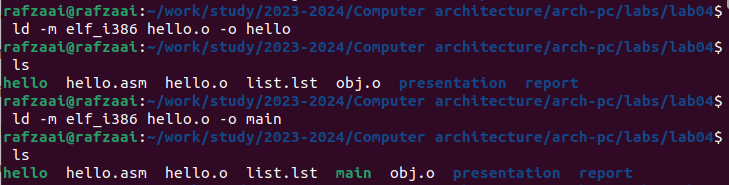 rafzaai@rafzaai:~/work/study/2023-2024/Computer architecture/arch-pc/labs/lab04$
ld -m elf_i386 hello.o -o hello
rafzaai@rafzaai:~/work/study/2023-2024/Computer architecture/arch-pc/labs/lab04$
ls
hello hello.asm hello.o list.lst obj.o presentation report
rafzaai@rafzaai:~/work/study/2023-2024/Computer architecture/arch-pc/labs/lab04$
ld -m elf_i386 hello.o -o main
rafzaai@rafzaai:~/work/study/2023-2024/Computer architecture/arch-pc/labs/lab04$
ls
hello hello.asm hello.o list.lst main obj.o presentation report